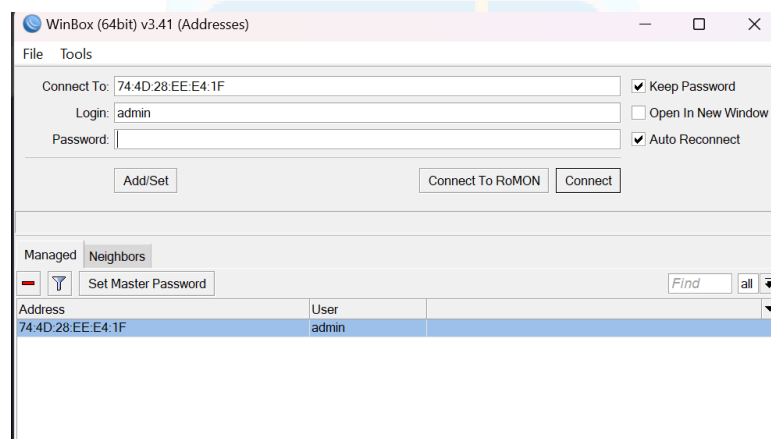 WinBox (64bit) v3.41 (Addresses)
File Tools
Connect To: 74:4D:28:EE:E4:1F
Keep Password
Login: admin
Open In New Window
Password:
Auto Reconnect
Add/Set
Connect To RoMON
Connect
Managed
Neighbors
Set Master Password
Find
all
Address User
74:4D:28:EE:E4:1F admin